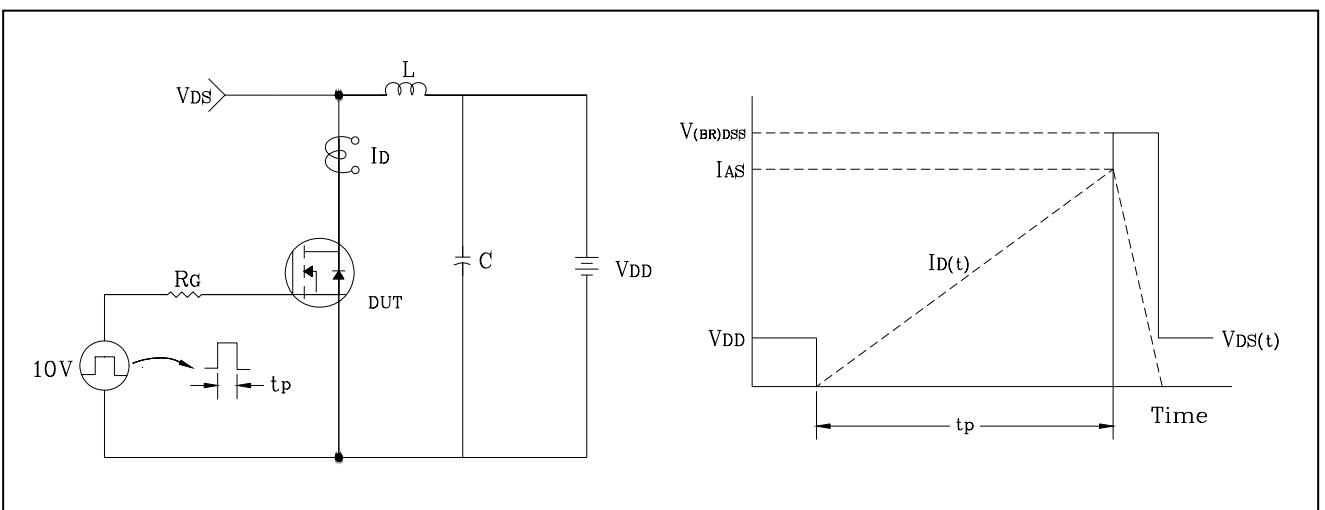 L
VDS
ID
C
VDD
RG
DUT
10V
tp
V(BR)DSS
IAS
ID(t)
VDD
VDS(t)
Time
tp